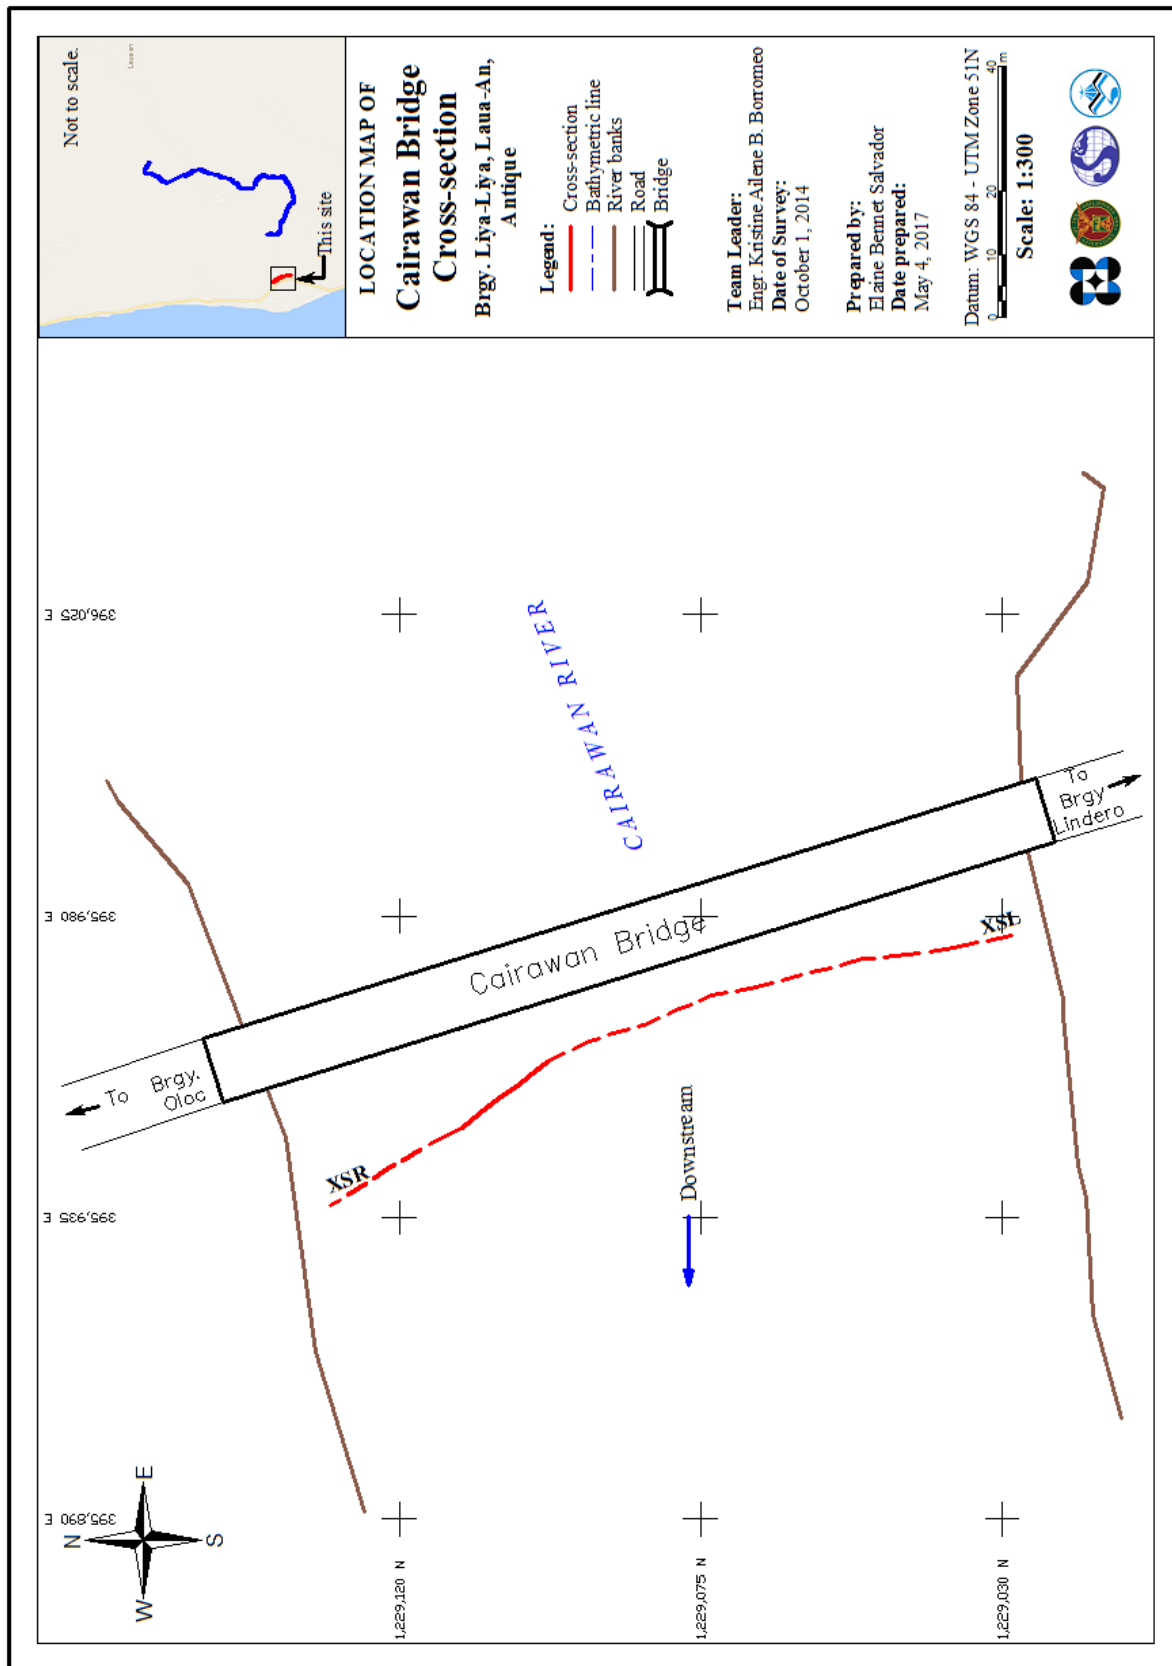 Not to scale.
This site
LOCATION MAP OF
Cairawan Bridge
Cross-section
Brgy. Liya-Liya, Laua-An,
Antique
Legend:
Cross-section
Bathymetric line
River banks
Road
Bridge
Team Leader:
Engr. Kristine Ailene B. Borromeo
Date of Survey:
October 1, 2014
Prepared by:
Elaine Bennet Salvador
Date prepared:
May 4, 2017
Datum: WGS 84 - UTM Zone 51N
0 10 20 40 m
Scale: 1:300
396,025 E
395,980 E
395,935 E
395,890 E
1,229,120 N
1,229,075 N
1,229,030 N
CAIRAWAN RIVER
Cairawan Bridge
To Brgy.
Oloc
To
Brgy
Lindero
XSR
XSL
Downstream
N
E
S
W